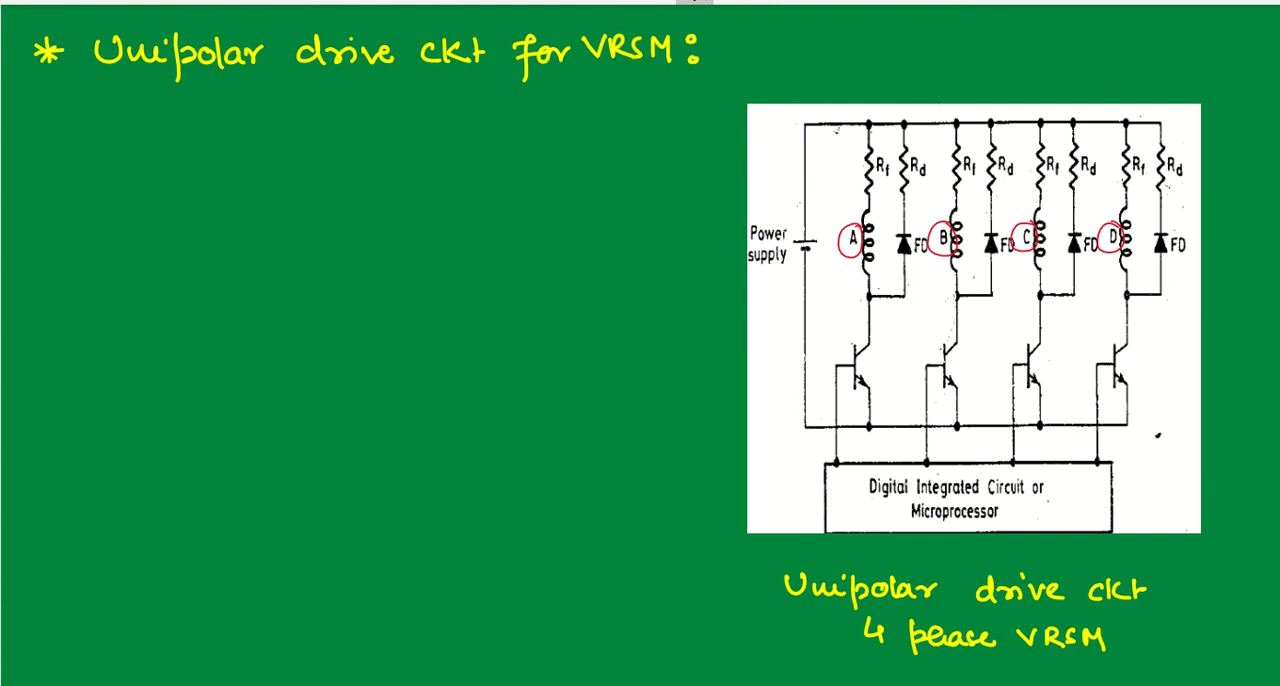 * Unipolar drive ckt for VRSM:
Rf Rd Rf Rd Rf Rd Rf Rd
Power supply
A FD B FD C FD D FD
Digital Integrated Circuit or
Microprocessor
Unipolar drive ckt
4 phase VRSM